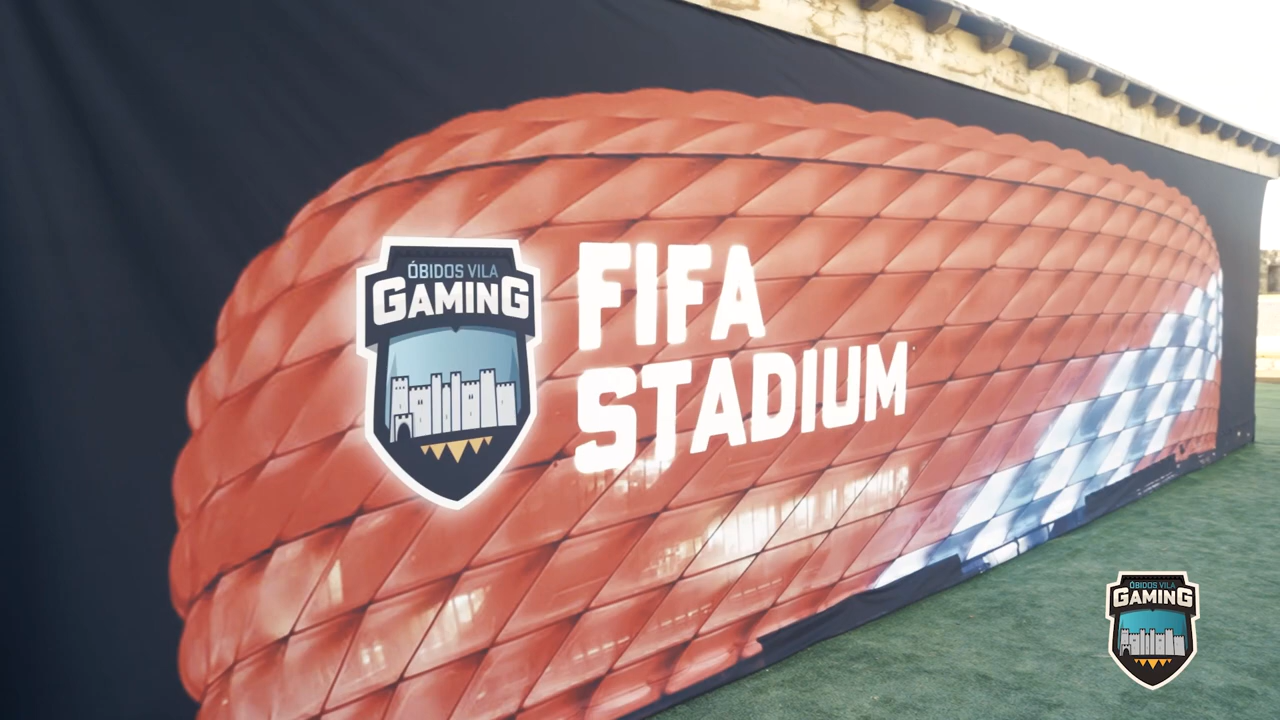 ÓBIDOS VILA
GAMING
FIFA
STADIUM
ÓBIDOS VILA
GAMING